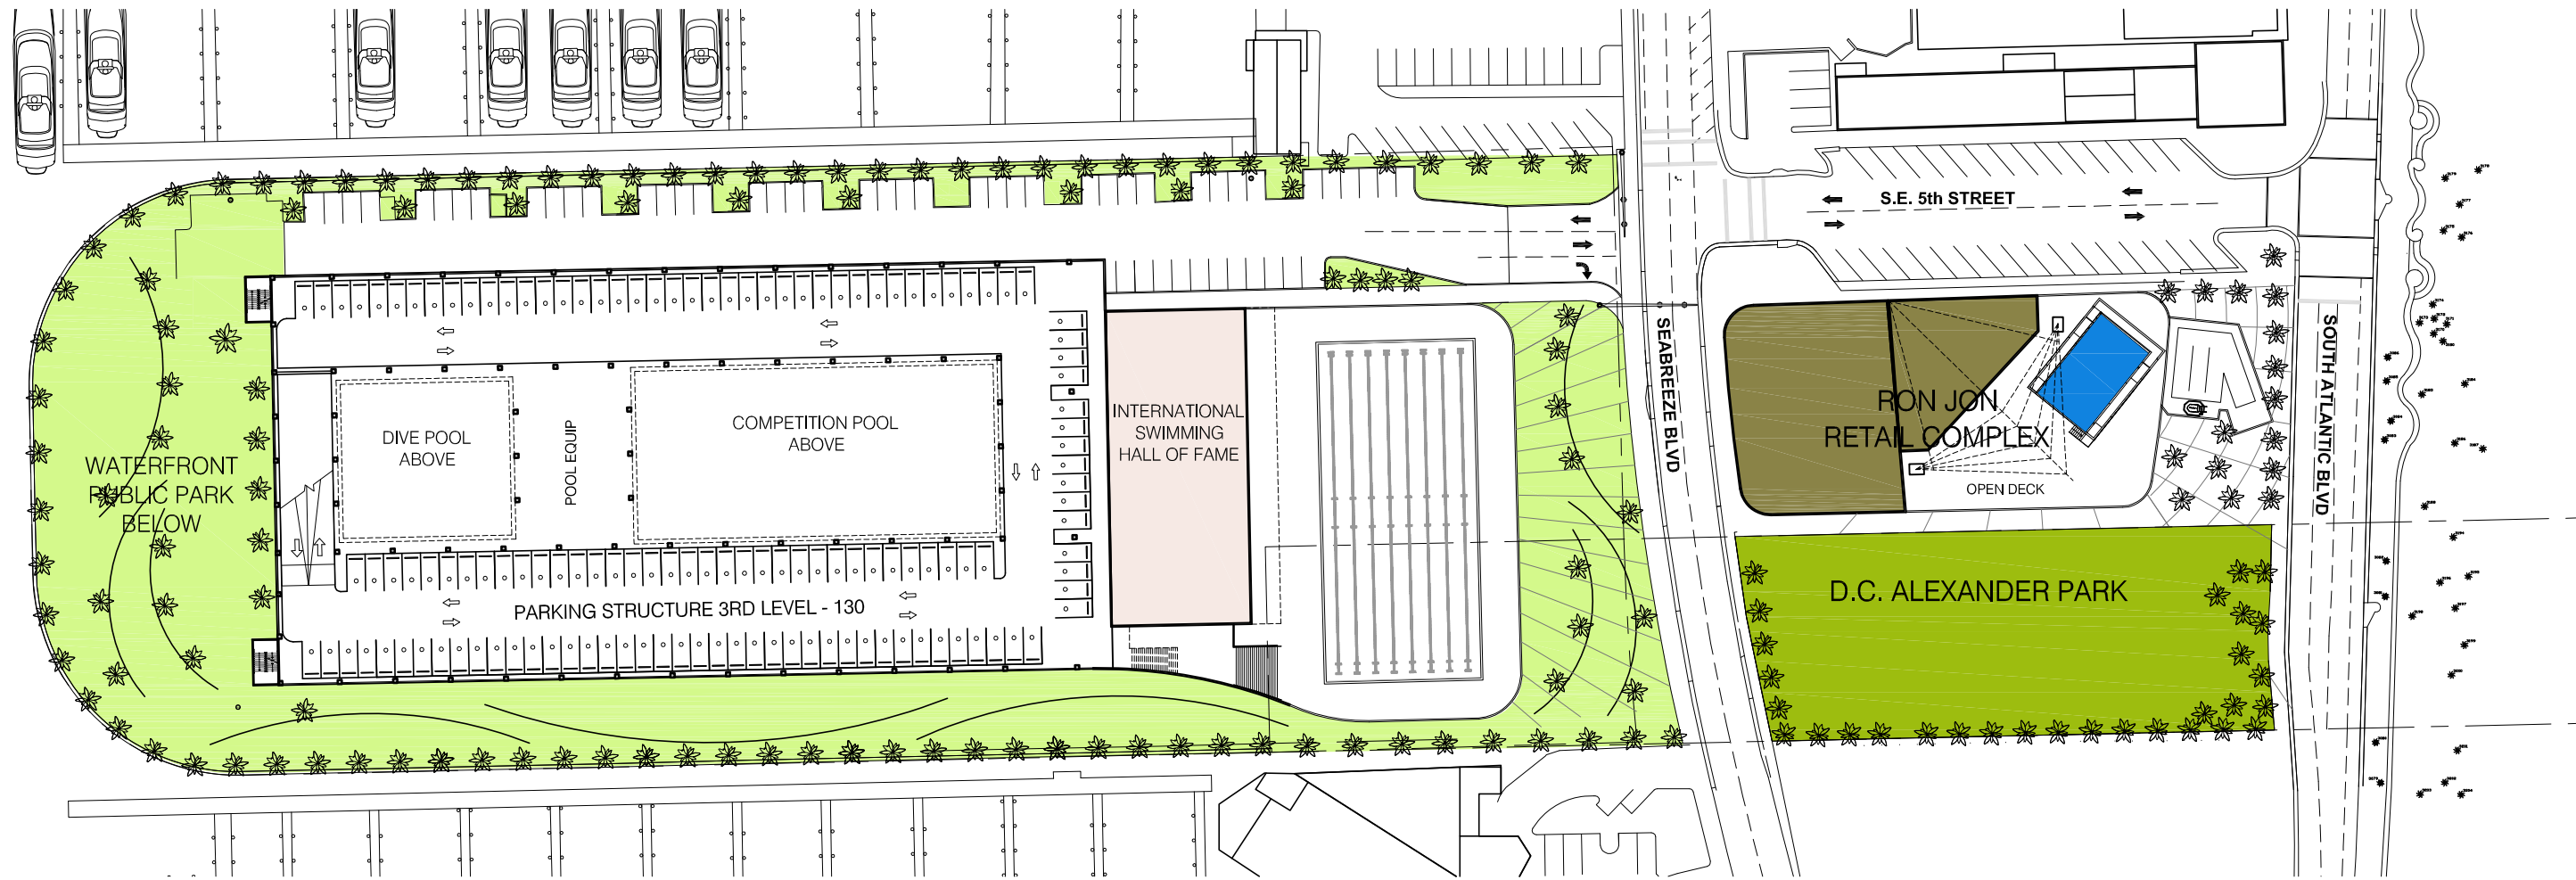 S.E. 5th STREET
SEABREEZE BLVD
SOUTH ATLANTIC BLVD
RON JON
RETAIL COMPLEX
OPEN DECK
D.C. ALEXANDER PARK
INTERNATIONAL
SWIMMING
HALL OF FAME
COMPETITION POOL
ABOVE
POOL EQUIP
DIVE POOL
ABOVE
WATERFRONT
PUBLIC PARK
BELOW
PARKING STRUCTURE 3RD LEVEL - 130